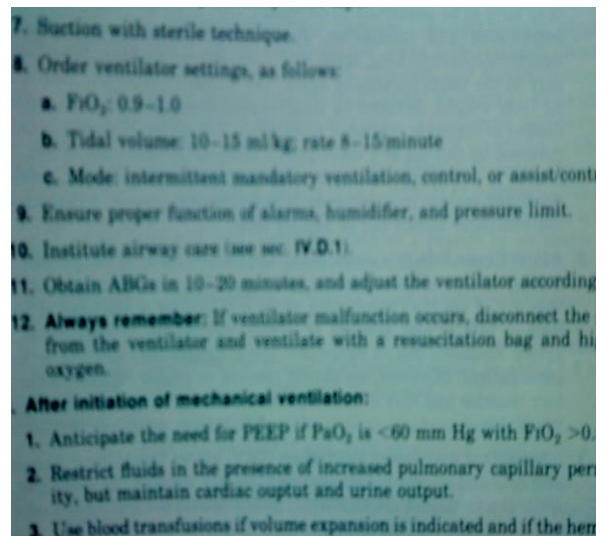 7. Suction with sterile technique.
8. Order ventilator settings, as follows:
a. FiO₂: 0.9–1.0
b. Tidal volume: 10–15 ml/kg; rate 8–15/minute
c. Mode: intermittent mandatory ventilation, control, or assist/cont
9. Ensure proper function of alarms, humidifier, and pressure limit.
10. Institute airway care (see sec. IV.D.1).
11. Obtain ABGs in 10–20 minutes, and adjust the ventilator according
12. Always remember: If ventilator malfunction occurs, disconnect the
from the ventilator and ventilate with a resuscitation bag and hi
oxygen.
. After initiation of mechanical ventilation:
1. Anticipate the need for PEEP if PaO₂ is <60 mm Hg with FiO₂ >0.
2. Restrict fluids in the presence of increased pulmonary capillary per
ity, but maintain cardiac ouptut and urine output.
3. Use blood transfusions if volume expansion is indicated and if the hem